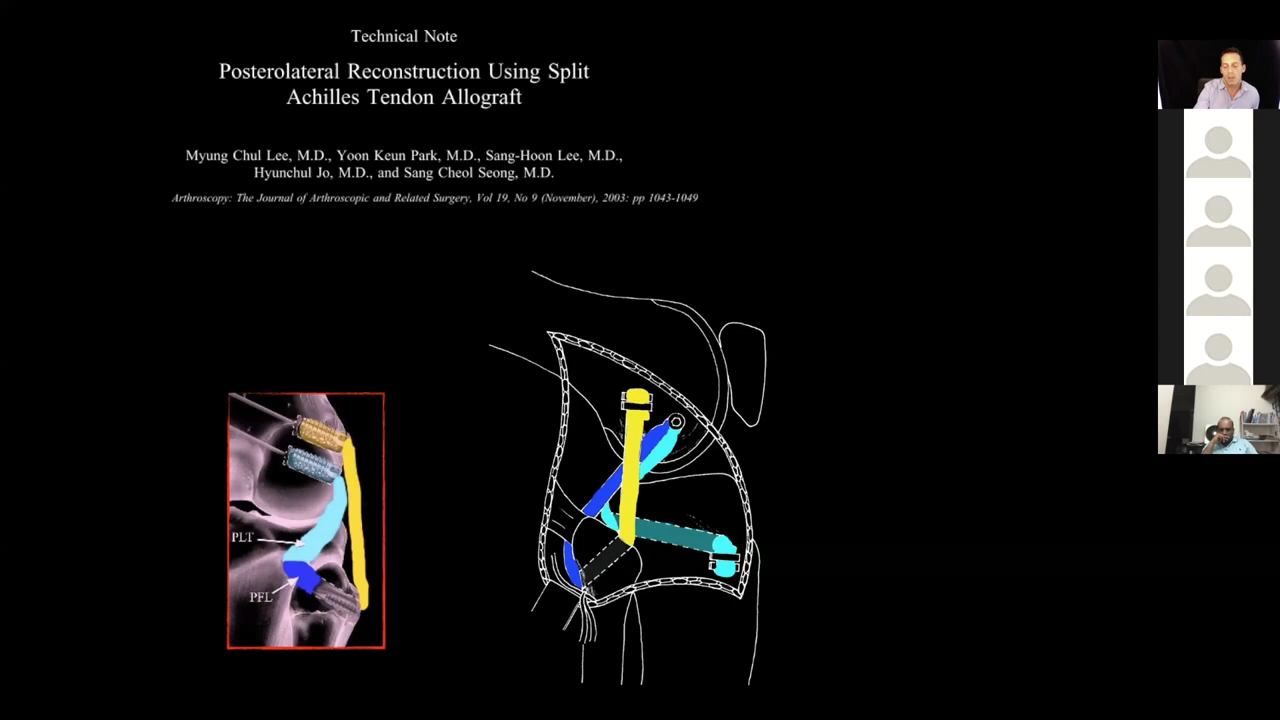 Technical Note
Posterolateral Reconstruction Using Split
Achilles Tendon Allograft
Myung Chul Lee, M.D., Yoon Keun Park, M.D., Sang-Hoon Lee, M.D.,
Hyunchul Jo, M.D., and Sang Cheol Seong, M.D.
Arthroscopy: The Journal of Arthroscopic and Related Surgery, Vol 19, No 9 (November), 2003: pp 1043-1049
PLT
PFL